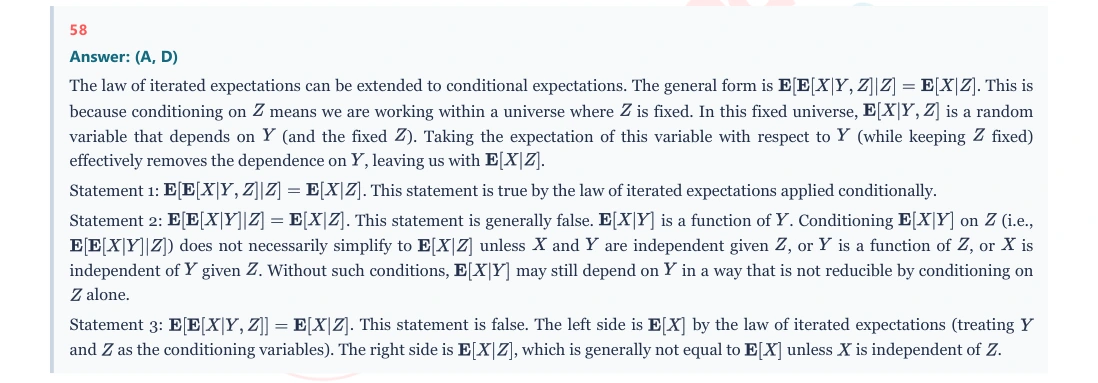 58
Answer: (A, D)
The law of iterated expectations can be extended to conditional expectations. The general form is E[E[X|Y, Z]|Z] = E[X|Z]. This is
because conditioning on Z means we are working within a universe where Z is fixed. In this fixed universe, E[X|Y, Z] is a random
variable that depends on Y (and the fixed Z). Taking the expectation of this variable with respect to Y (while keeping Z fixed)
effectively removes the dependence on Y, leaving us with E[X|Z].
Statement 1: E[E[X|Y, Z]|Z] = E[X|Z]. This statement is true by the law of iterated expectations applied conditionally.
Statement 2: E[E[X|Y]|Z] = E[X|Z]. This statement is generally false. E[X|Y] is a function of Y. Conditioning E[X|Y] on Z (i.e.,
E[E[X|Y]|Z]) does not necessarily simplify to E[X|Z] unless X and Y are independent given Z, or Y is a function of Z, or X is
independent of Y given Z. Without such conditions, E[X|Y] may still depend on Y in a way that is not reducible by conditioning on
Z alone.
Statement 3: E[E[X|Y, Z]] = E[X|Z]. This statement is false. The left side is E[X] by the law of iterated expectations (treating Y
and Z as the conditioning variables). The right side is E[X|Z], which is generally not equal to E[X] unless X is independent of Z.